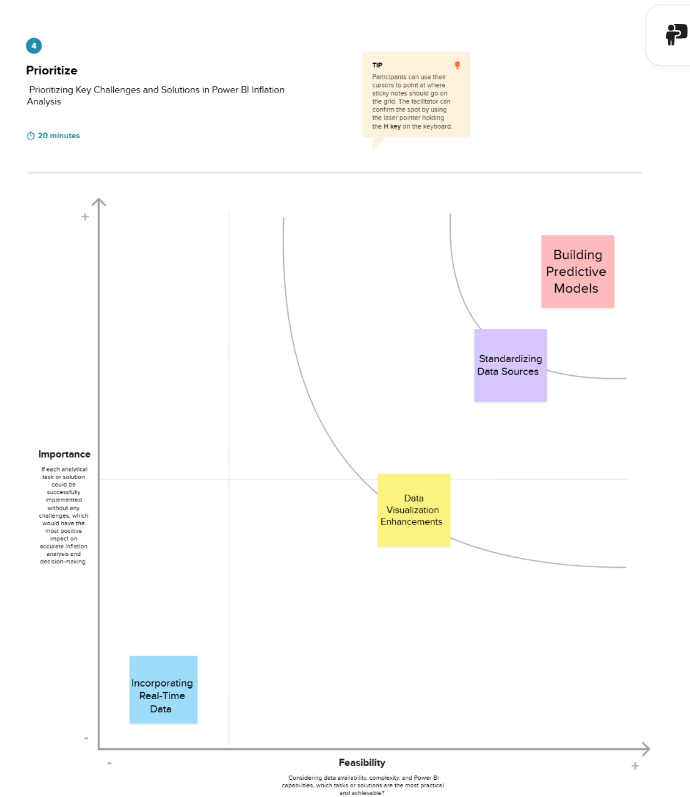 4
Prioritize
Prioritizing Key Challenges and Solutions in Power BI Inflation
Analysis
20 minutes
TIP
Participants can use their
cursors to point at where
sticky notes should go on
the grid. The facilitator can
confirm the spot by using
the laser pointer holding
the H key on the keyboard.
+
Building
Predictive
Models
Standardizing
Data Sources
Importance
If each analytical
task or solution
could be
successfully
implemented
without any
challenges, which
would have the
most positive
impact on
accurate inflation
analysis and
decision-making.
Data
Visualization
Enhancements
Incorporating
Real-Time
Data
-
-
Feasibility
+
Considering data availability, complexity, and Power BI
capabilities, which tasks or solutions are the most practical
and achievable?